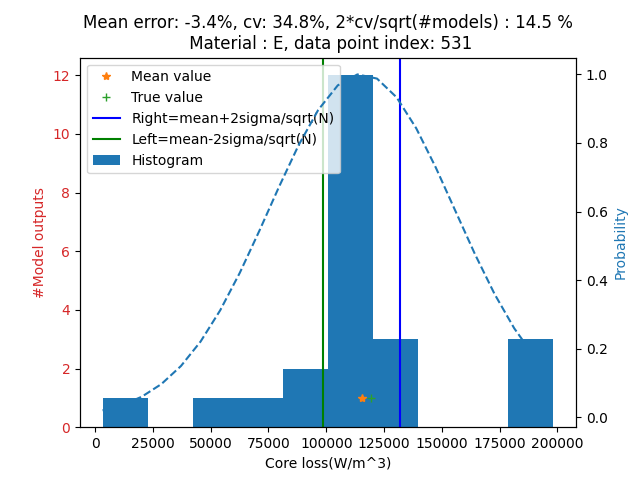 Mean error: -3.4%, cv: 34.8%, 2*cv/sqrt(#models) : 14.5 %
Material : E, data point index: 531
Mean value
True value
Right=mean+2sigma/sqrt(N)
Left=mean-2sigma/sqrt(N)
Histogram
#Model outputs
12
10
8
6
4
2
0
1.0
0.8
0.6
0.4
0.2
0.0
Probability
0 25000 50000 75000 100000 125000 150000 175000 200000
Core loss(W/m^3)